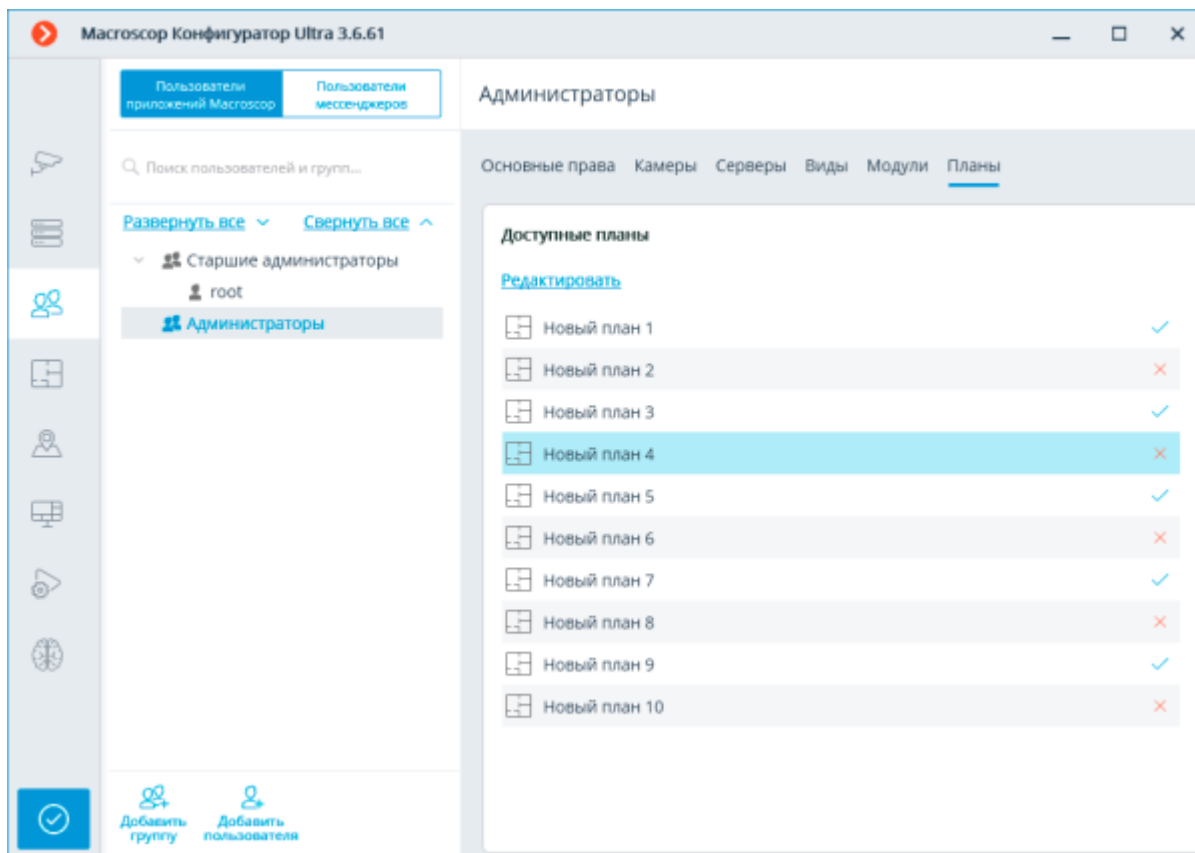 Macroscop Конфигуратор Ultra 3.6.61
Пользователи
приложений Macroscop
Пользователи
мессенджеров
Поиск пользователей и групп...
Развернуть все
Свернуть все
Старшие администраторы
root
Администраторы
Добавить
группу
Добавить
пользователя
Администраторы
Основные права Камеры Серверы Виды Модули Планы
Доступные планы
Редактировать
Новый план 1
Новый план 2
Новый план 3
Новый план 4
Новый план 5
Новый план 6
Новый план 7
Новый план 8
Новый план 9
Новый план 10